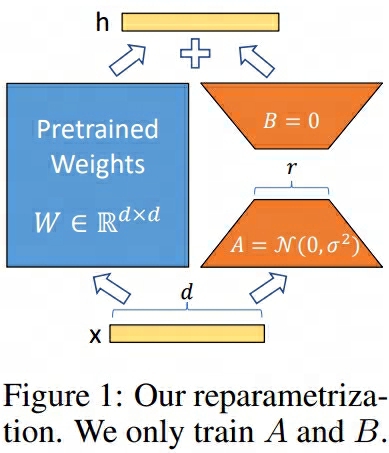 h
Pretrained
Weights
W ∈ ℝ^{d×d}
B = 0
r
A = 𝒩(0, σ²)
d
x
Figure 1: Our reparametriza-
tion. We only train A and B.